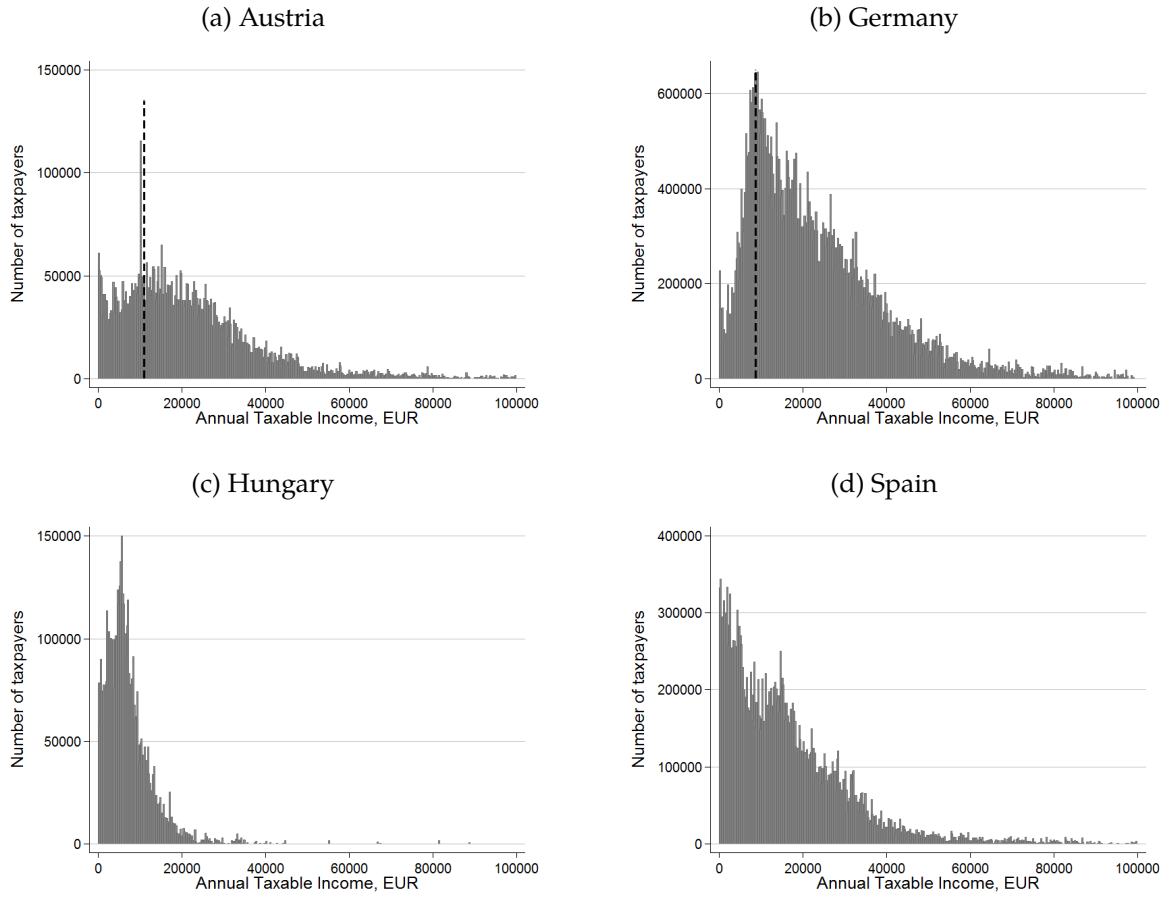 (a) Austria
Number of taxpayers
150000
100000
50000
0
0 20000 40000 60000 80000 100000
Annual Taxable Income, EUR
(b) Germany
Number of taxpayers
600000
400000
200000
0
0 20000 40000 60000 80000 100000
Annual Taxable Income, EUR
(c) Hungary
Number of taxpayers
150000
100000
50000
0
0 20000 40000 60000 80000 100000
Annual Taxable Income, EUR
(d) Spain
Number of taxpayers
400000
300000
200000
100000
0
0 20000 40000 60000 80000 100000
Annual Taxable Income, EUR